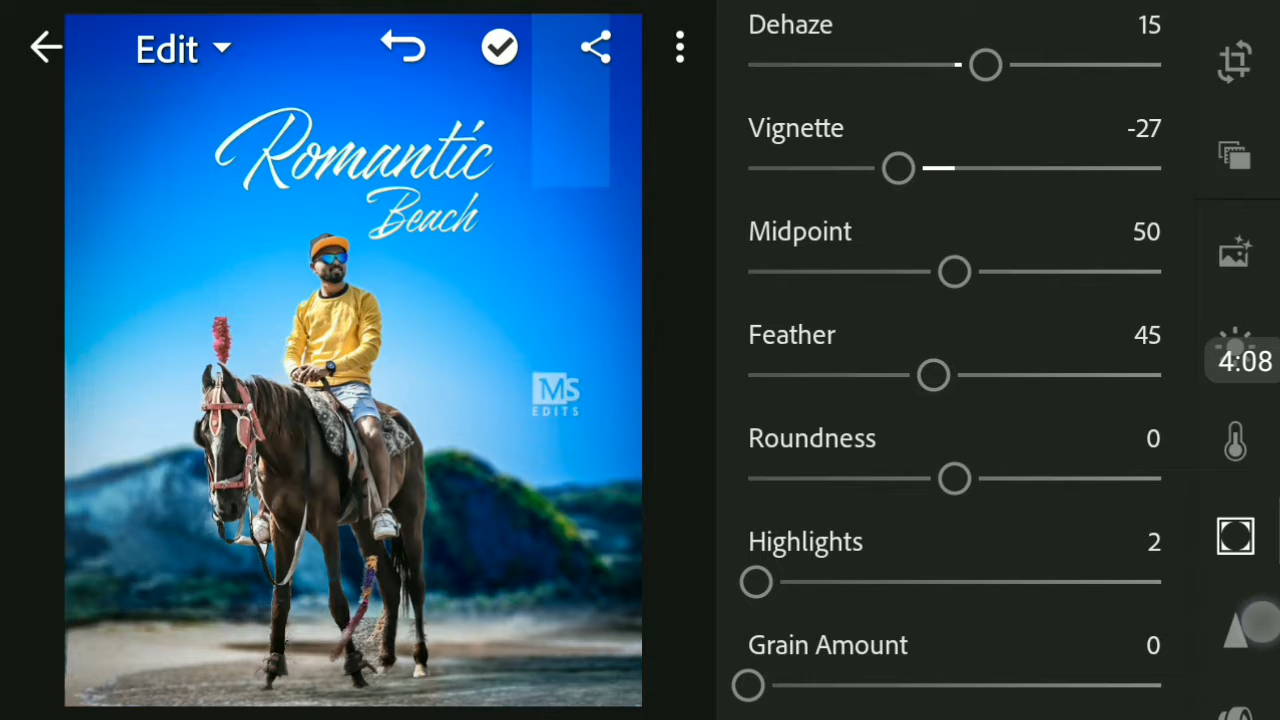 Edit
Romantic
Beach
MS
EDITS
Dehaze 15
Vignette -27
Midpoint 50
Feather 45
Roundness 0
Highlights 2
Grain Amount 0
4:08